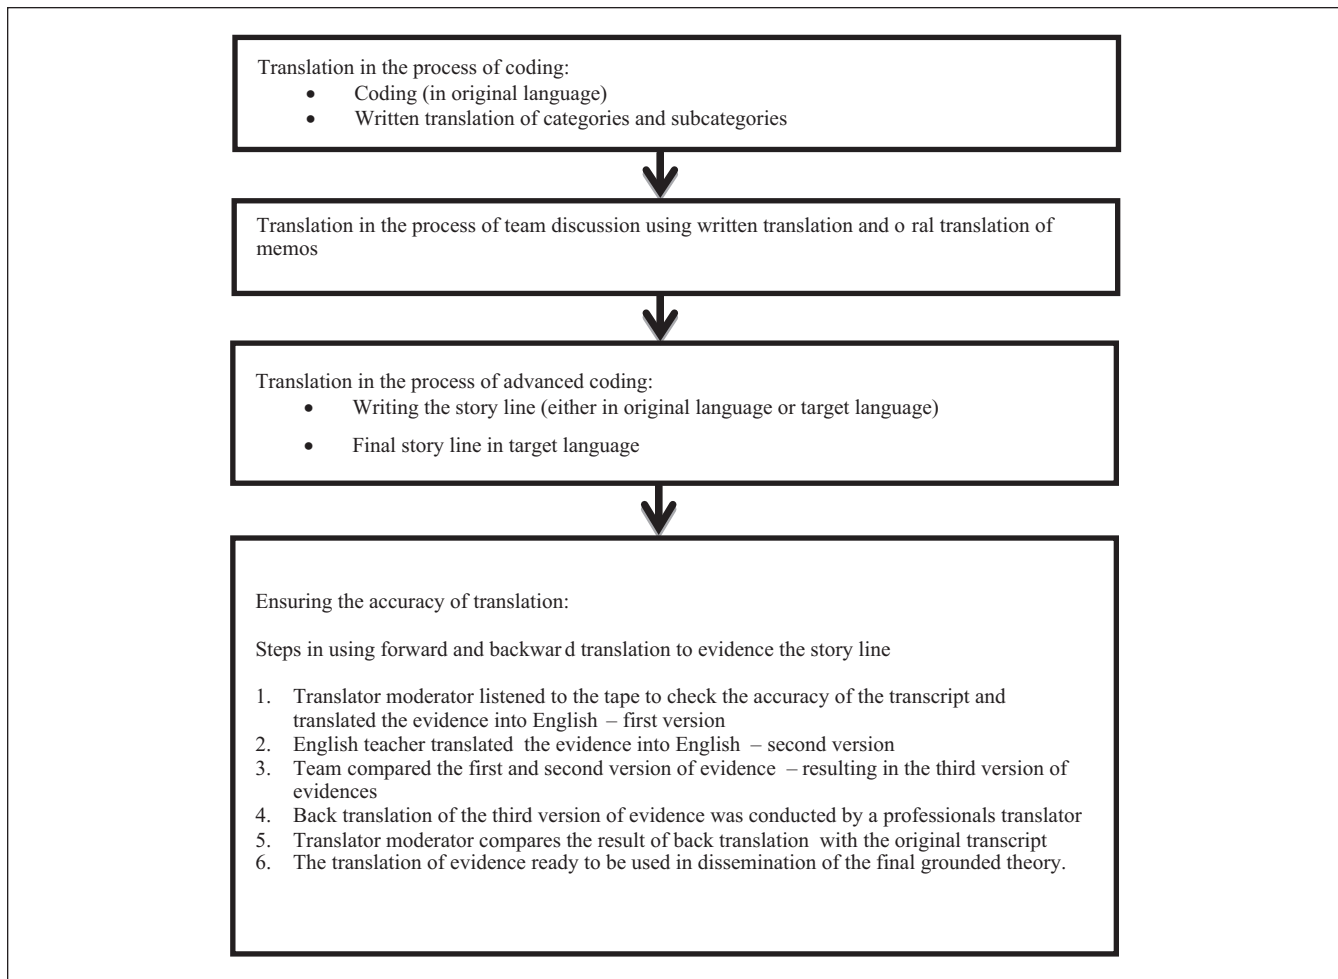 Translation in the process of coding:
• Coding (in original language)
• Written translation of categories and subcategories
Translation in the process of team discussion using written translation and o ral translation of
memos
Translation in the process of advanced coding:
• Writing the story line (either in original language or target language)
• Final story line in target language
Ensuring the accuracy of translation:
Steps in using forward and backwar d translation to evidence the story line
1. Translator moderator listened to the tape to check the accuracy of the transcript and
translated the evidence into English – first version
2. English teacher translated the evidence into English – second version
3. Team compared the first and second version of evidence – resulting in the third version of
evidences
4. Back translation of the third version of evidence was conducted by a professionals translator
5. Translator moderator compares the result of back translation with the original transcript
6. The translation of evidence ready to be used in dissemination of the final grounded theory.